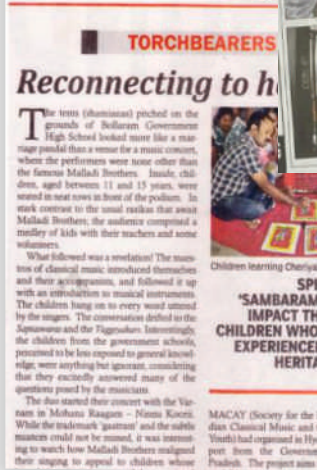 TORCHBEARERS
Reconnecting to h
The tents (shamianas) pitched on the
grounds of Bollaram Government
High School looked more like a mar-
riage pandal than a venue for a music concert,
where the performers were none other than
the famous Malladi Brothers. Inside, chil-
dren, aged between 11 and 15 years, were
seated in neat rows in front of the podium. In
stark contrast to the usual rasikas that await
Malladi Brothers, the audience comprised a
medley of kids with their teachers and some
volunteers.
What followed was a revelation! The maes-
tros of classical music introduced themselves
and their accompanists, and followed it up
with an introduction to musical instruments.
The children hung on to every word uttered
by the singers. The conversation drifted to the
Saptaswaras and the Vaggeyakars. Interestingly,
the children from the government schools,
perceived to be less exposed to general knowl-
edge, were anything but ignorant, considering
that they excitedly answered many of the
questions posed by the musicians.
The duo started their concert with the Var-
nam in Mohana Raagam – Ninnu Kori.
While the trademark 'gaatram' and the subtle
nuances could not be missed, it was interest-
ing to watch how Malladi Brothers realigned
their singing to appeal to children whose
Children learning Cheriya
SPI
'SAMBARAM
IMPACT TH
CHILDREN WHO
EXPERIENCE
HERITA
MACAY (Society for the
dian Classical Music and
Youth) had organised in Hy
port from the Govern
Pradesh. The project aims